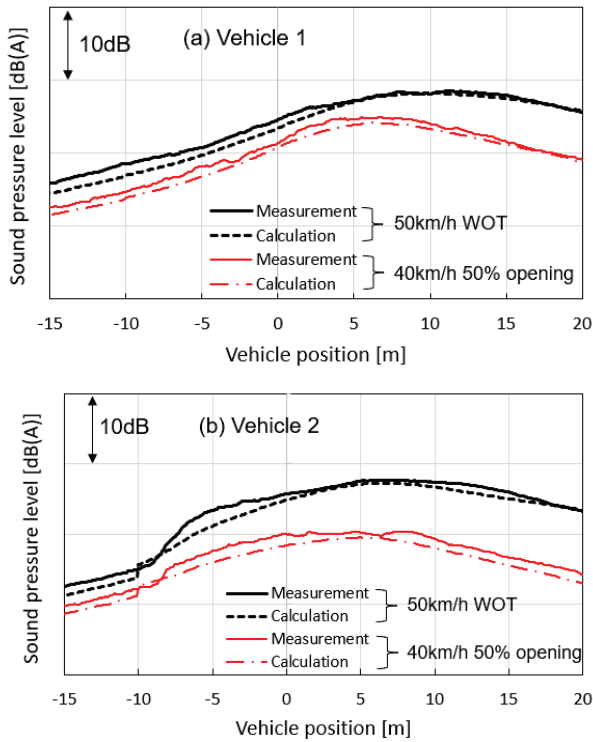 10dB
(a) Vehicle 1
Sound pressure level [dB(A)]
Measurement
Calculation
50km/h WOT
Measurement
Calculation
40km/h 50% opening
-15 -10 -5 0 5 10 15 20
Vehicle position [m]
10dB
(b) Vehicle 2
Sound pressure level [dB(A)]
Measurement
Calculation
50km/h WOT
Measurement
Calculation
40km/h 50% opening
-15 -10 -5 0 5 10 15 20
Vehicle position [m]